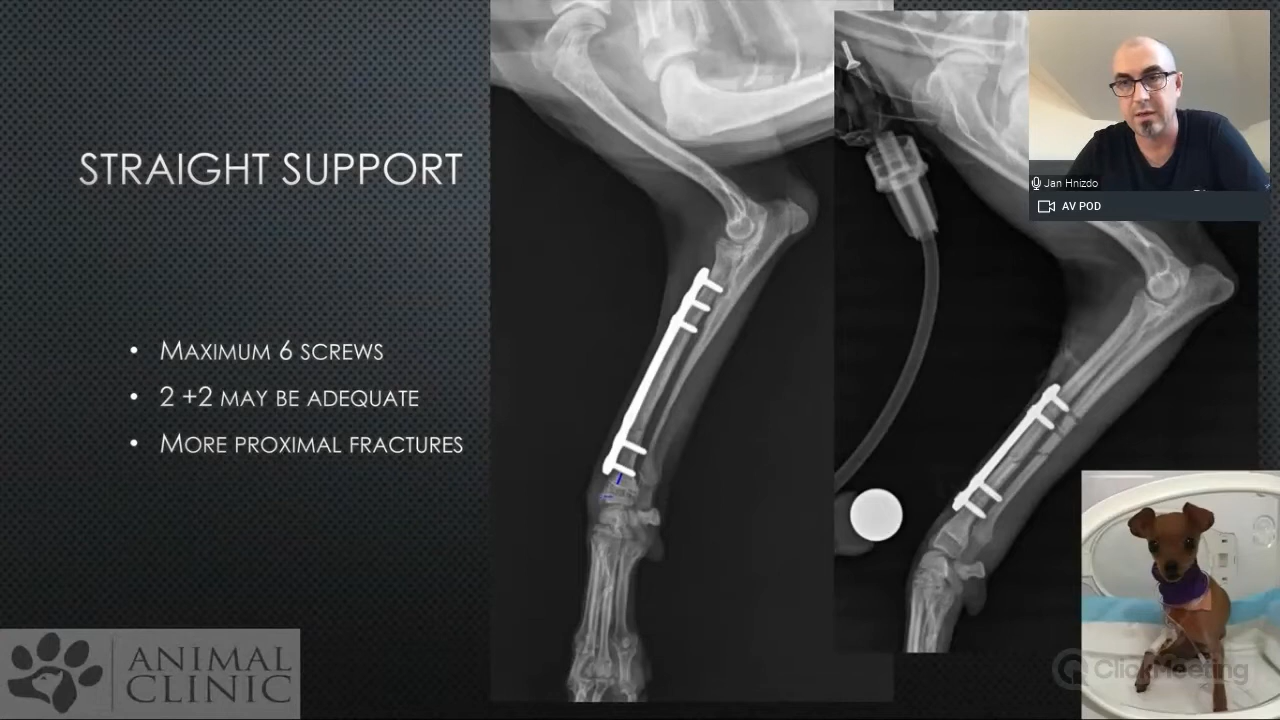 STRAIGHT SUPPORT
• MAXIMUM 6 SCREWS
• 2 +2 MAY BE ADEQUATE
• MORE PROXIMAL FRACTURES
ANIMAL
CLINIC
Jan Hnizdo
AV POD
ClickMeeting